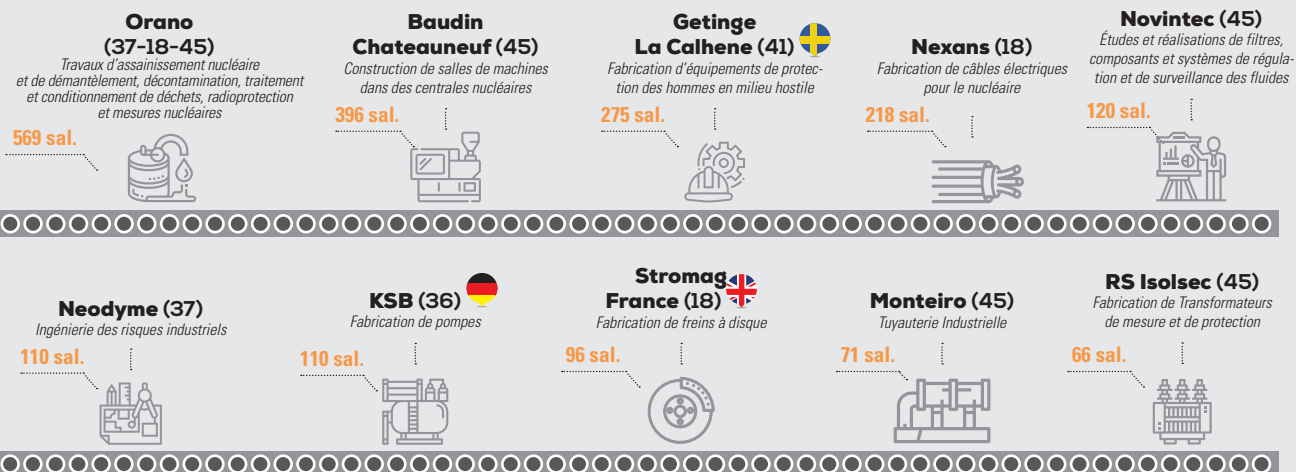 Orano
(37-18-45)
Travaux d'assainissement nucléaire
et de démantèlement, décontamination, traitement
et conditionnement de déchets, radioprotection
et mesures nucléaires
569 sal.
Baudin
Chateauneuf (45)
Construction de salles de machines
dans des centrales nucléaires
396 sal.
Getinge
La Calhene (41)
Fabrication d'équipements de protec-
tion des hommes en milieu hostile
275 sal.
Nexans (18)
Fabrication de câbles électriques
pour le nucléaire
218 sal.
Novintec (45)
Études et réalisations de filtres,
composants et systèmes de régula-
tion et de surveillance des fluides
120 sal.
Neodyme (37)
Ingénierie des risques industriels
110 sal.
KSB (36)
Fabrication de pompes
110 sal.
Stromag
France (18)
Fabrication de freins à disque
96 sal.
Monteiro (45)
Tuyauterie Industrielle
71 sal.
RS Isolsec (45)
Fabrication de Transformateurs
de mesure et de protection
66 sal.